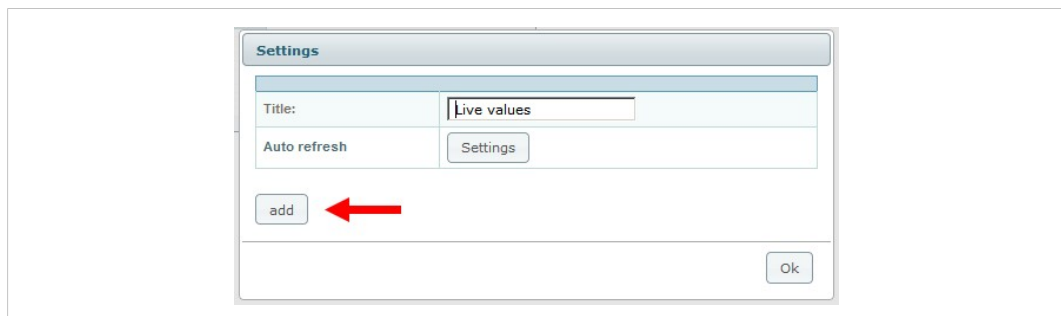 Settings
Title: Live values
Auto refresh Settings
add
Ok